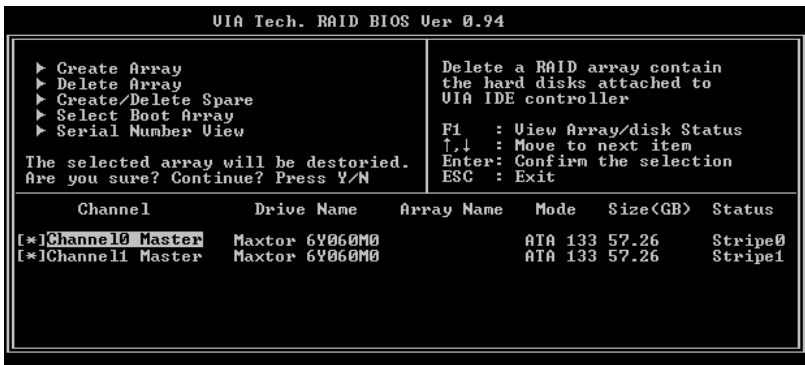 VIA Tech. RAID BIOS Ver 0.94
► Create Array
► Delete Array
► Create/Delete Spare
► Select Boot Array
► Serial Number View
The selected array will be destoried.
Are you sure? Continue? Press Y/N
Delete a RAID array contain
the hard disks attached to
VIA IDE controller
F1 : View Array/disk Status
↑,↓ : Move to next item
Enter: Confirm the selection
ESC : Exit
Channel Drive Name Array Name Mode Size(GB) Status
[*]Channel0 Master Maxtor 6Y060M0 ATA 133 57.26 Stripe0
[*]Channel1 Master Maxtor 6Y060M0 ATA 133 57.26 Stripe1